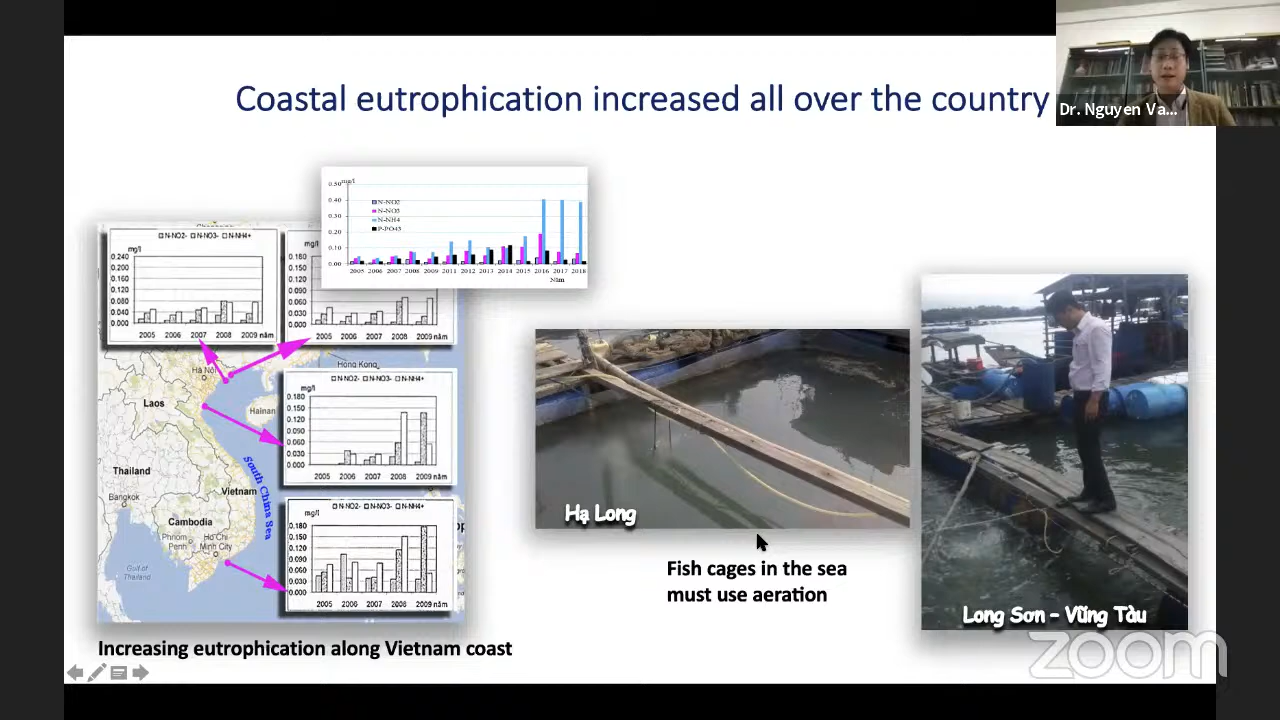 Coastal eutrophication increased all over the country
Dr. Nguyen Va...
mg/l
0.50
0.40
0.30
0.20
0.10
0.00
N-NO2
N-NO3
N-NH4
P-PO43
2005 2006 2007 2008 2009 2011 2012 2013 2014 2015 2016 2017 2018
Năm
N-NO2- N-NO3- N-NH4+
mg/l
0.240
0.200
0.160
0.120
0.080
0.040
0.000
2005 2006 2007 2008 2009 năm
mg/l
0.180
0.150
0.120
0.090
0.060
0.030
0.000
2005 2006 2007 2008 2009 năm
Hà Nội
Hong Kong
Laos
Hainan
N-NO2- N-NO3- N-NH4+
mg/l
0.180
0.150
0.120
0.090
0.060
0.030
0.000
2005 2006 2007 2008 2009 năm
Thailand
Bangkok
Vietnam
South China Sea
Cambodia
Phnom Penh
Ho Chi Minh City
Gulf of Thailand
N-NO2- N-NO3- N-NH4+
mg/l
0.180
0.150
0.120
0.090
0.060
0.030
0.000
2005 2006 2007 2008 2009 năm
Increasing eutrophication along Vietnam coast
Hạ Long
Fish cages in the sea
must use aeration
Long Sơn – Vũng Tàu
zoom